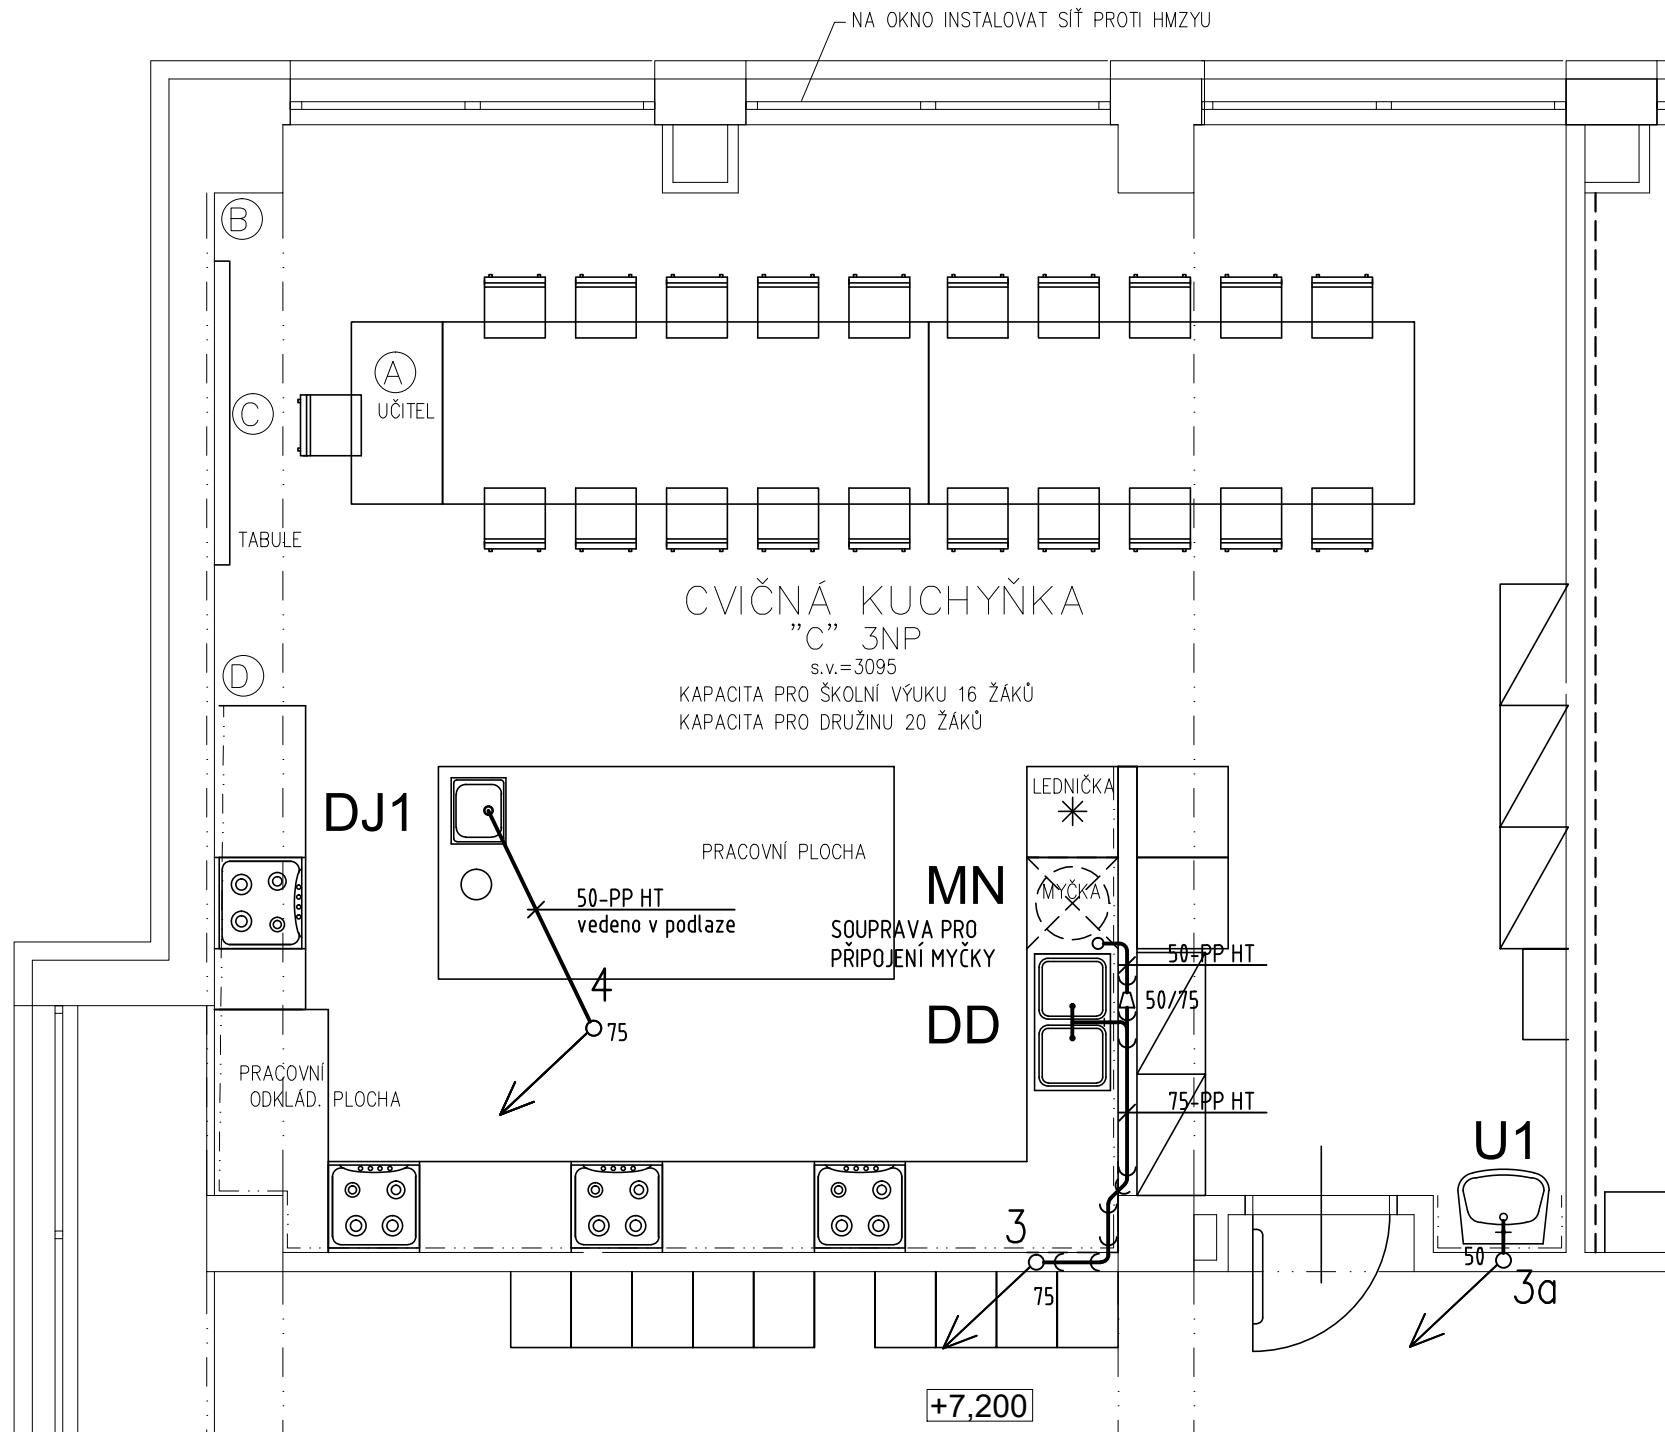 NA OKNO INSTALOVAT SÍŤ PROTI HMZYU
B
A
UČITEL
C
TABULE
CVIČNÁ KUCHYŇKA
"C" 3NP
s.v.=3095
KAPACITA PRO ŠKOLNÍ VÝUKU 16 ŽÁKŮ
KAPACITA PRO DRUŽINU 20 ŽÁKŮ
D
DJ1
LEDNIČKA
PRACOVNÍ PLOCHA
MN
MYČKA
50-PP HT
vedeno v podlaze
SOUPRAVA PRO
PŘIPOJENÍ MYČKY
50-PP HT
4
50/75
75
DD
PRACOVNÍ
ODKLÁD. PLOCHA
75-PP HT
U1
3
75
50
3a
+7,200